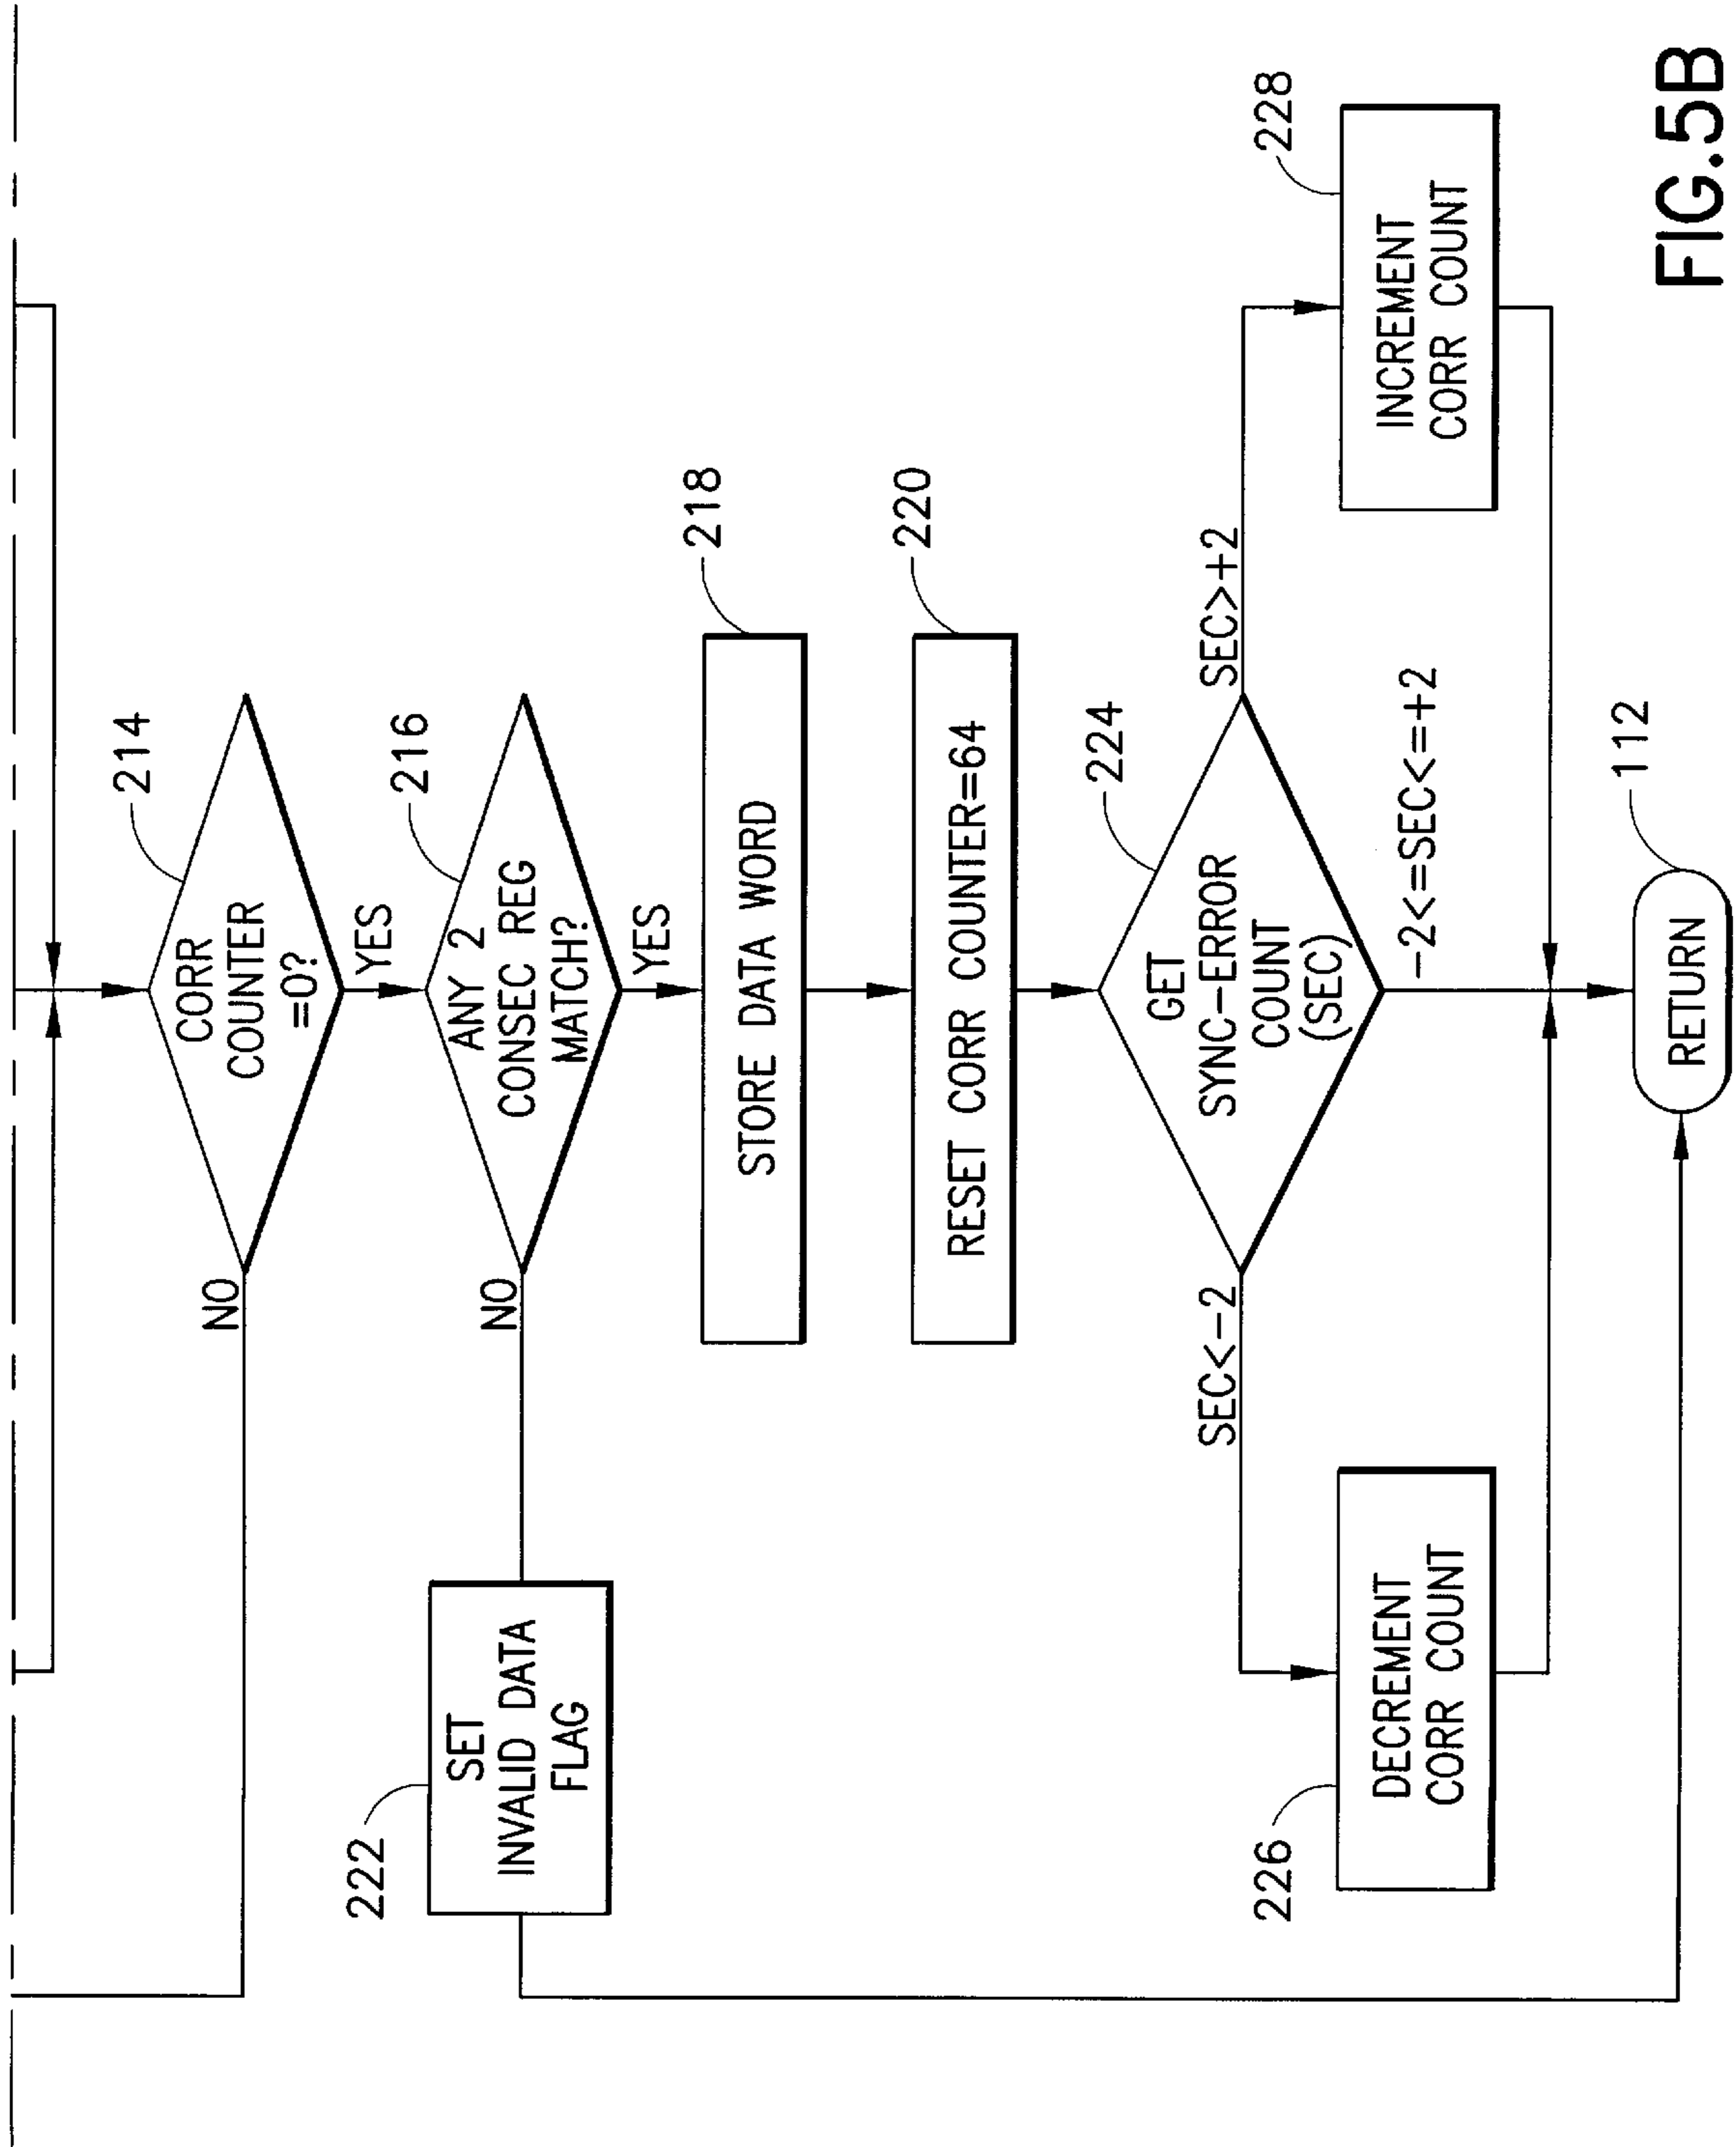 214
CORR
COUNTER
=0?
NO
YES
216
ANY 2
CONSEC REG
MATCH?
NO
YES
222
SET
INVALID DATA
FLAG
218
STORE DATA WORD
220
RESET CORR COUNTER=64
224
GET
SYNC-ERROR
COUNT
(SEC)
SEC<-2
SEC>+2
-2<=SEC<=+2
226
DECREMENT
CORR COUNT
228
INCREMENT
CORR COUNT
112
RETURN
FIG.5B